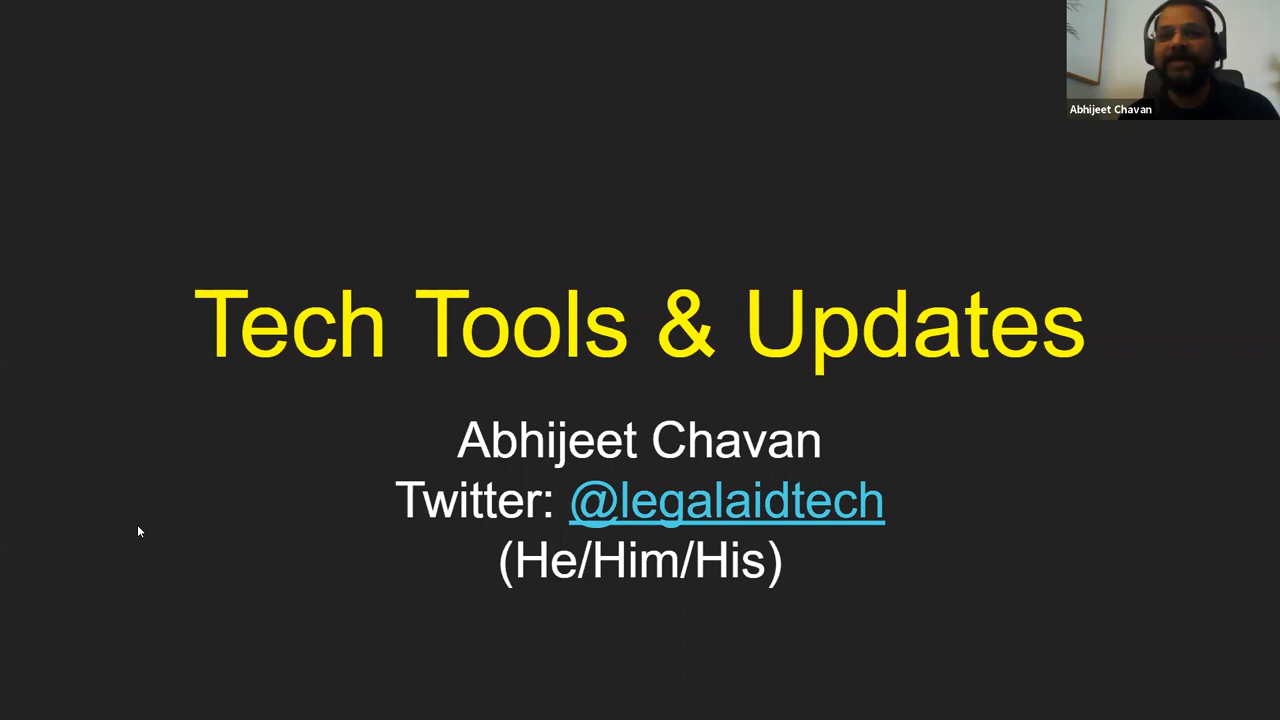 Abhijeet Chavan
Tech Tools & Updates
Abhijeet Chavan
Twitter: @legalaidtech
(He/Him/His)